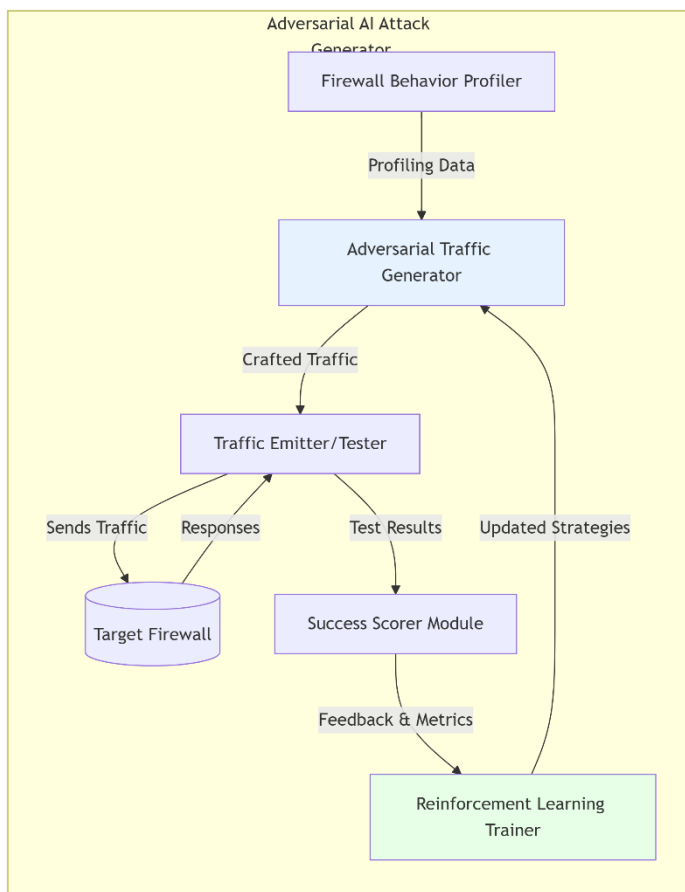 Adversarial AI Attack
Generator
Firewall Behavior Profiler
Profiling Data
Adversarial Traffic
Generator
Crafted Traffic
Traffic Emitter/Tester
Sends Traffic
Responses
Test Results
Updated Strategies
Target Firewall
Success Scorer Module
Feedback & Metrics
Reinforcement Learning
Trainer